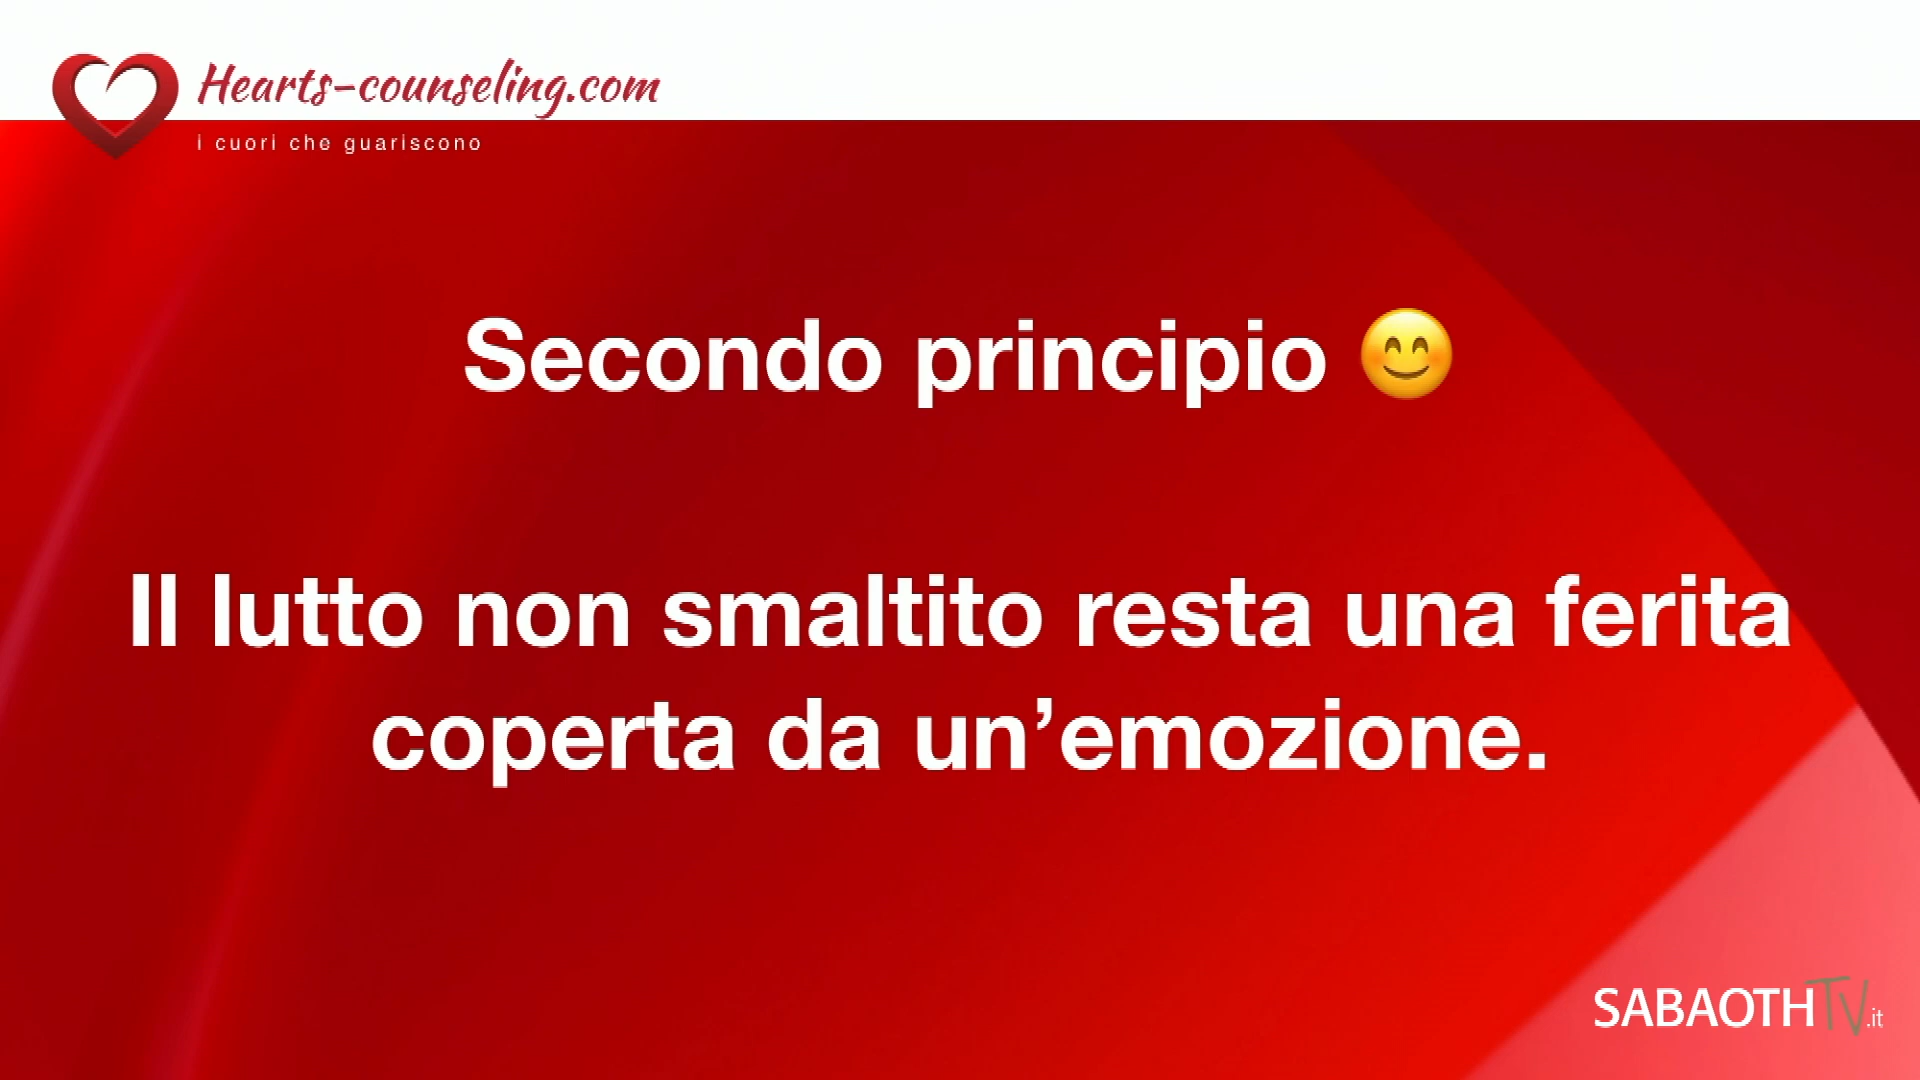 Hearts-counseling.com
i cuori che guariscono
Secondo principio 😊
Il lutto non smaltito resta una ferita
coperta da un’emozione.
SABAOTHTV.it